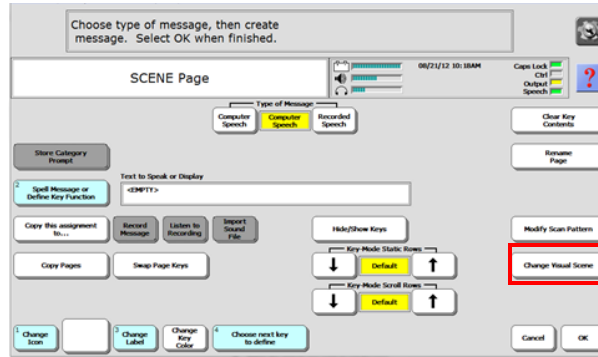 Choose type of message, then create
message. Select OK when finished.
SCENE Page
08/21/12 10:18AM
Caps Lock
Ctrl
Output
Speech
?
Type of Message
Computer
Speech
Computer
Speech
Recorded
Speech
Clear Key
Contents
Store Category
Prompt
Rename
Page
Text to Speak or Display
2
Spell Message or
Define Key Function
<EMPTY>
Copy this assignment
to...
Record
Message
Listen to
Recording
Import
Sound
File
Hide/Show Keys
Modify Scan Pattern
Key-Mode Static Rows
Copy Pages
Swap Page Keys
Default
Change Visual Scene
Key-Mode Scroll Rows
Default
1
Change
Icon
3
Change
Label
Change
Key
Color
4
Choose next key
to define
Cancel
OK